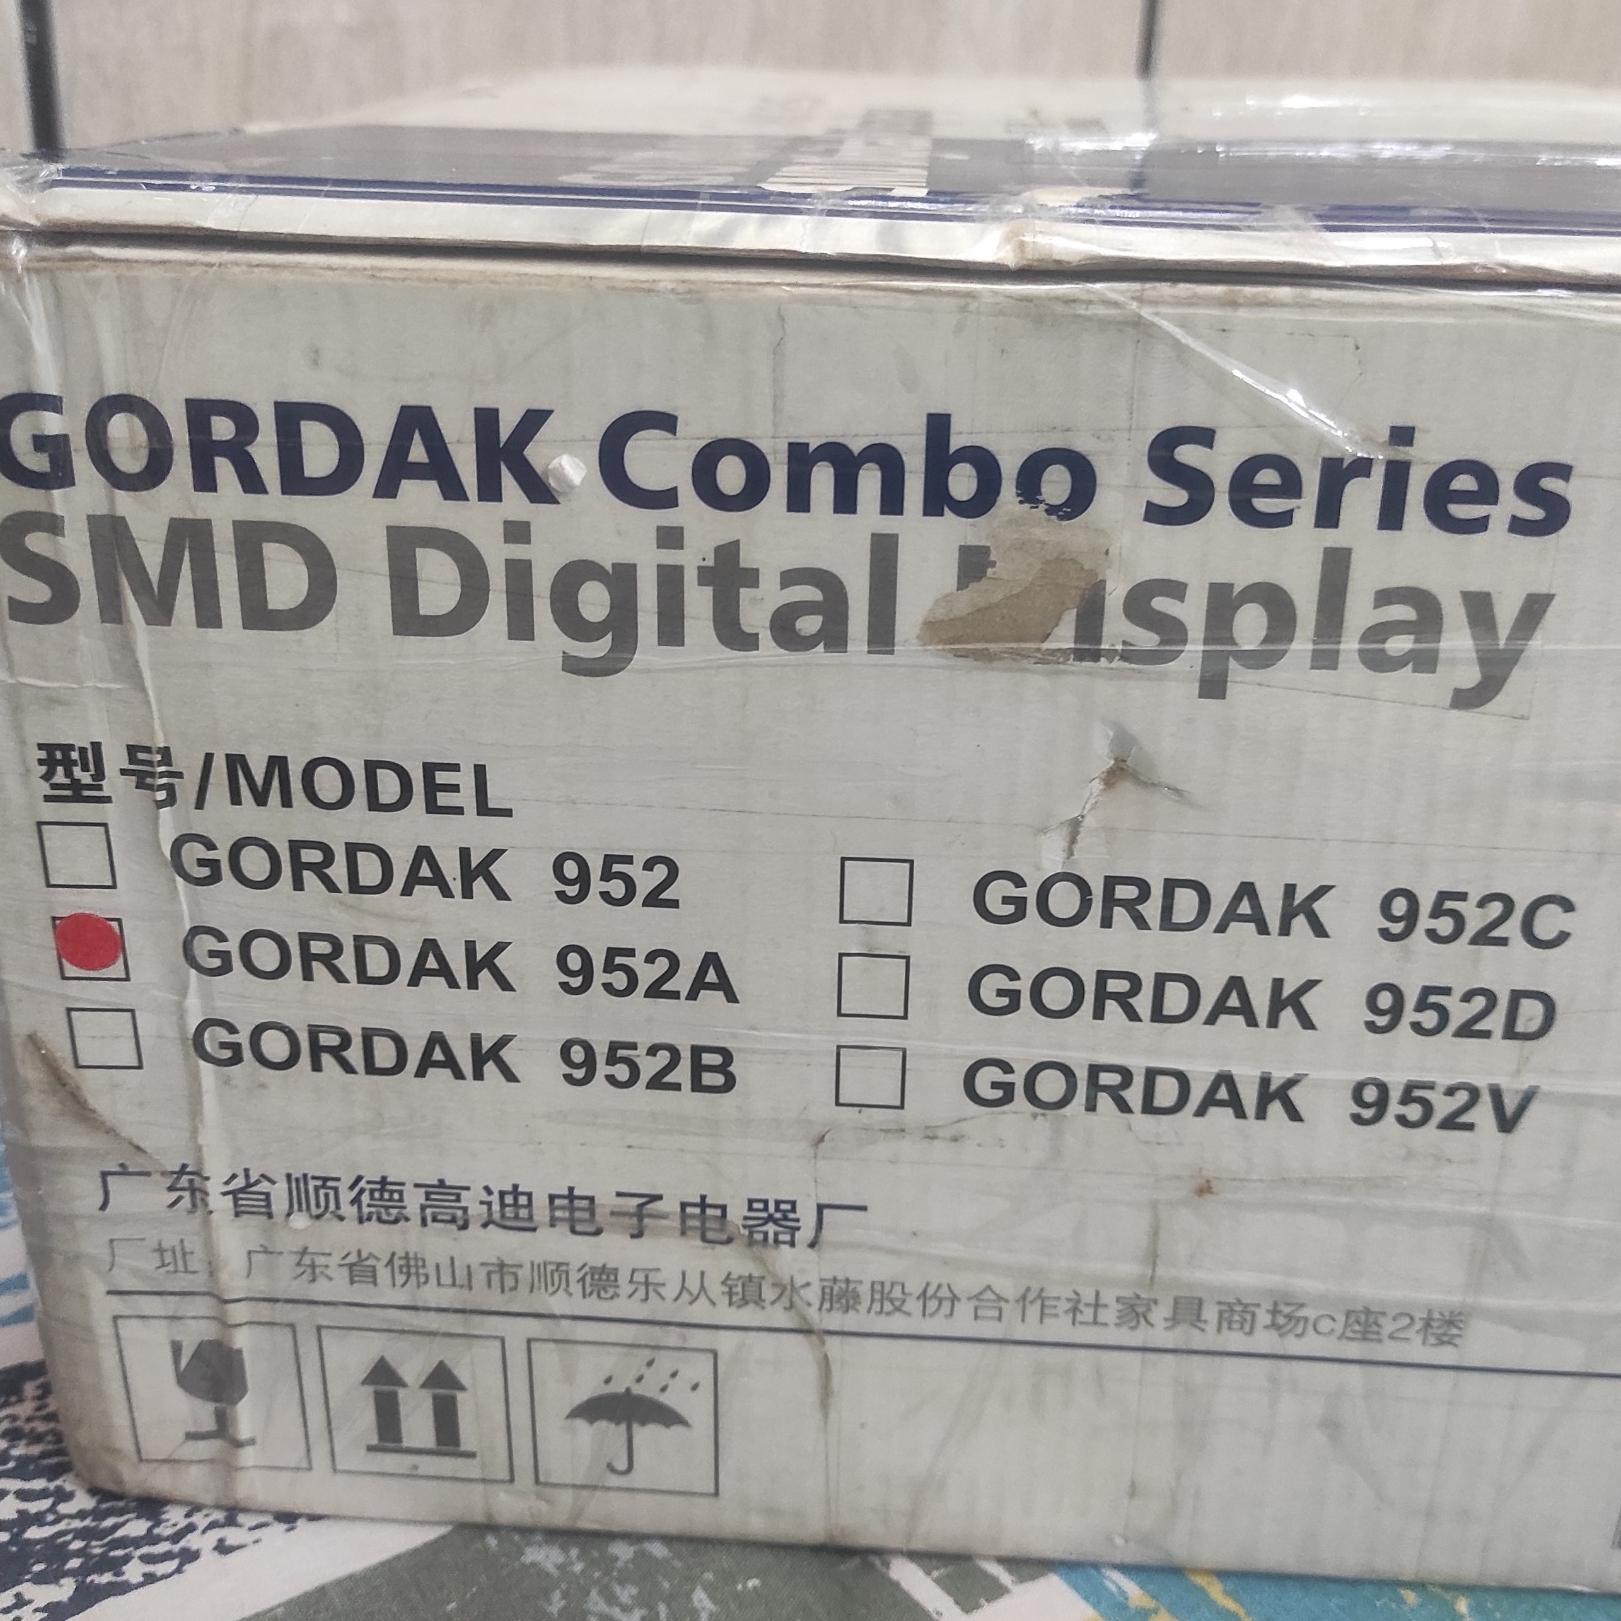 GORDAK Combo Series
SMD Digital Display
型号/MODEL
GORDAK 952
GORDAK 952A
GORDAK 952B
GORDAK 952C
GORDAK 952D
GORDAK 952V
广东省顺德高迪电子电器厂
厂址: 广东省佛山市顺德乐从镇水藤股份合作社家具商场C座2楼